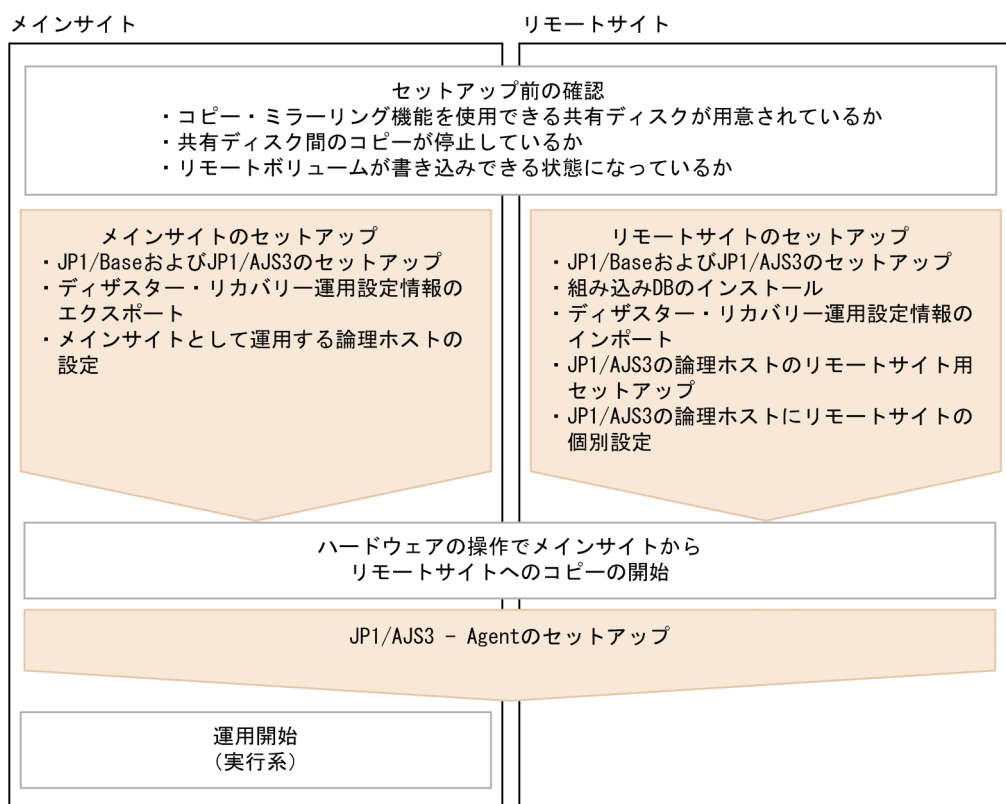 メインサイト
リモートサイト
セットアップ前の確認
・コピー・ミラーリング機能を使用できる共有ディスクが用意されているか
・共有ディスク間のコピーが停止しているか
・リモートボリュームが書き込みできる状態になっているか
メインサイトのセットアップ
・JP1/BaseおよびJP1/AJS3のセットアップ
・ディザスター・リカバリー運用設定情報の
エクスポート
・メインサイトとして運用する論理ホストの
設定
リモートサイトのセットアップ
・JP1/BaseおよびJP1/AJS3のセットアップ
・組み込みDBのインストール
・ディザスター・リカバリー運用設定情報の
インポート
・JP1/AJS3の論理ホストのリモートサイト用
セットアップ
・JP1/AJS3の論理ホストにリモートサイトの
個別設定
ハードウェアの操作でメインサイトから
リモートサイトへのコピーの開始
JP1/AJS3 - Agentのセットアップ
運用開始
（実行系）